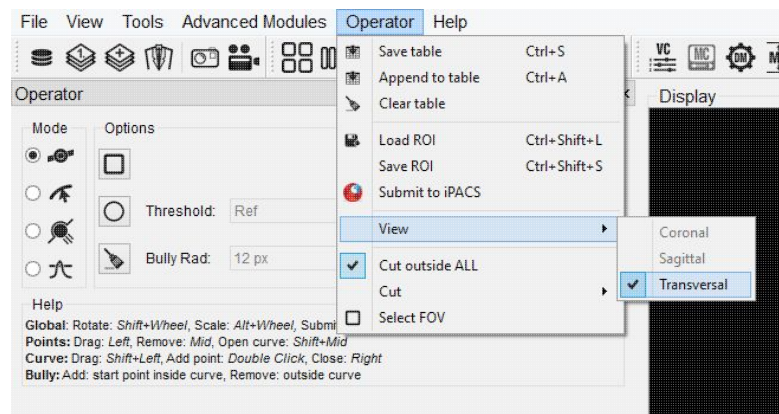 File View Tools Advanced Modules Operator Help
VC MC DM
Operator
Display
Mode Options
Threshold: Ref
Bully Rad: 12 px
Save table Ctrl+S
Append to table Ctrl+A
Clear table
Load ROI Ctrl+Shift+L
Save ROI Ctrl+Shift+S
Submit to iPACS
View
Cut outside ALL
Cut
Select FOV
Coronal
Sagittal
Transversal
Help
Global: Rotate: Shift+Wheel, Scale: Alt+Wheel, Submi
Points: Drag: Left, Remove: Mid, Open curve: Shift+Mid
Curve: Drag: Shift+Left, Add point: Double Click, Close: Right
Bully: Add: start point inside curve, Remove: outside curve